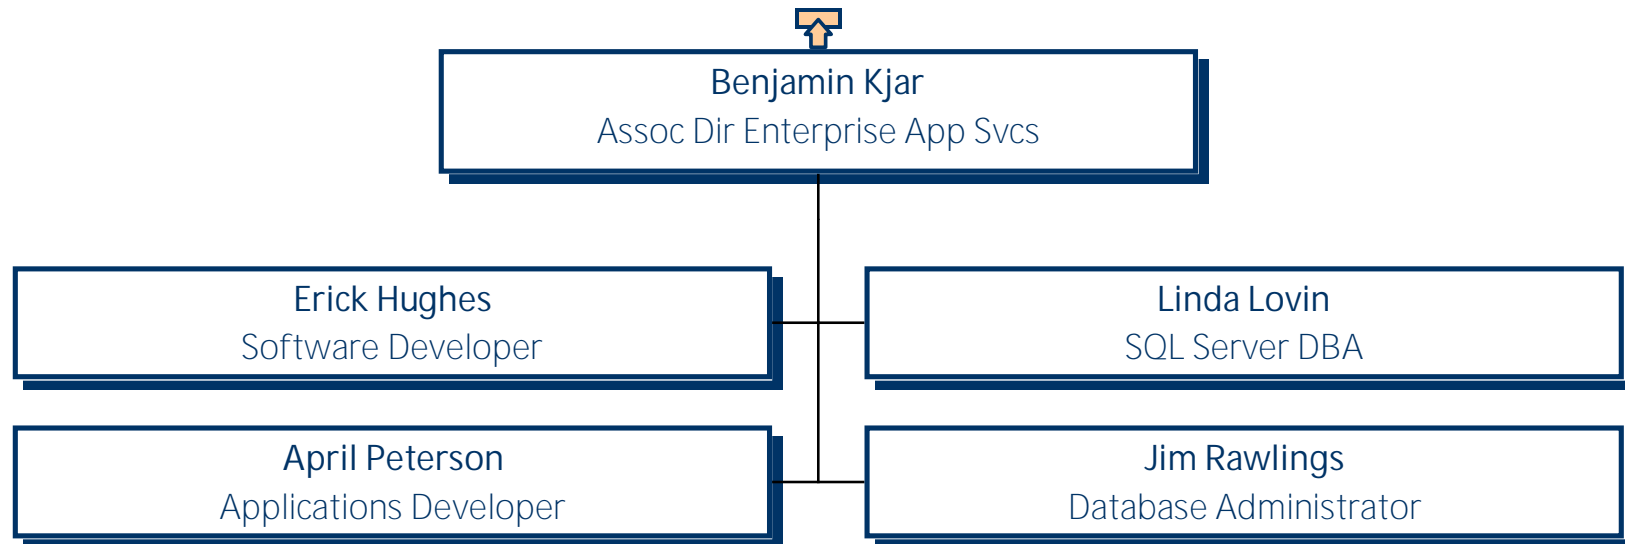 Benjamin Kjar
Assoc Dir Enterprise App Svcs
Erick Hughes
Software Developer
Linda Lovin
SQL Server DBA
April Peterson
Applications Developer
Jim Rawlings
Database Administrator